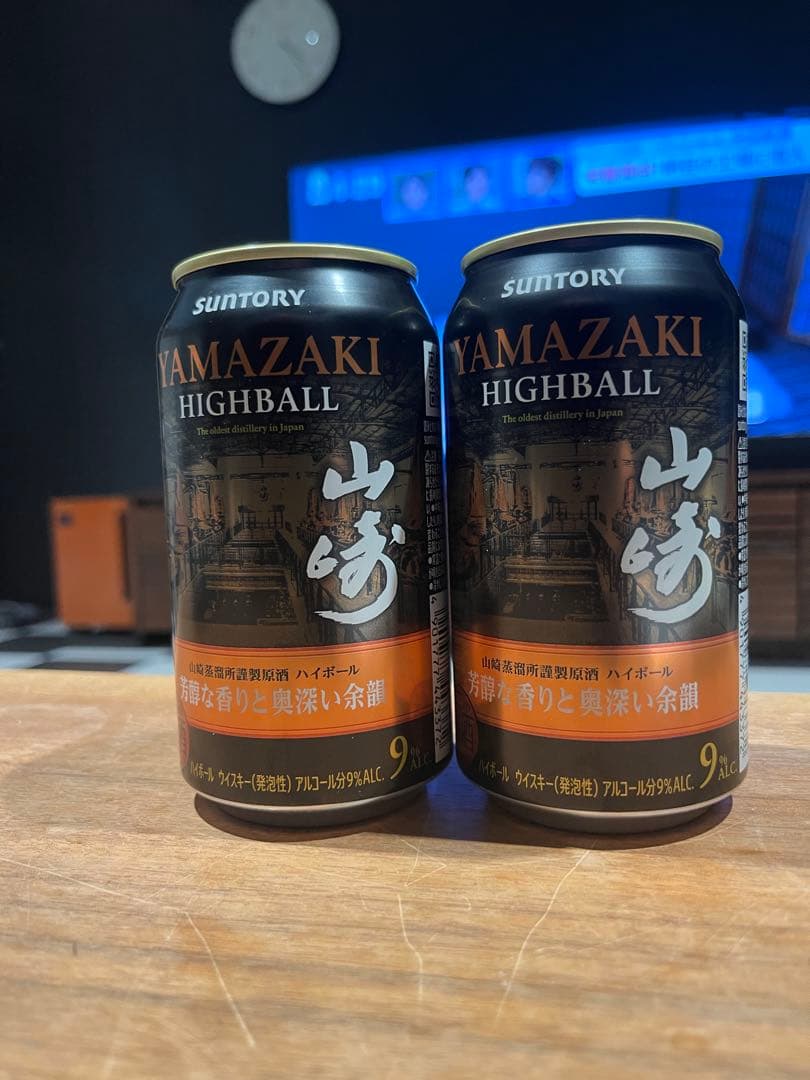 SUNTORY
YAMAZAKI
HIGHBALL
The oldest distillery in Japan
山崎
山崎蒸溜所謹製原酒 ハイボール
芳醇な香りと奥深い余韻
ハイボール ウイスキー(発泡性) アルコール分9%ALC.
9% ALC.
SUNTORY
YAMAZAKI
HIGHBALL
The oldest distillery in Japan
山崎
山崎蒸溜所謹製原酒 ハイボール
芳醇な香りと奥深い余韻
ハイボール ウイスキー(発泡性) アルコール分9%ALC.
9% ALC.